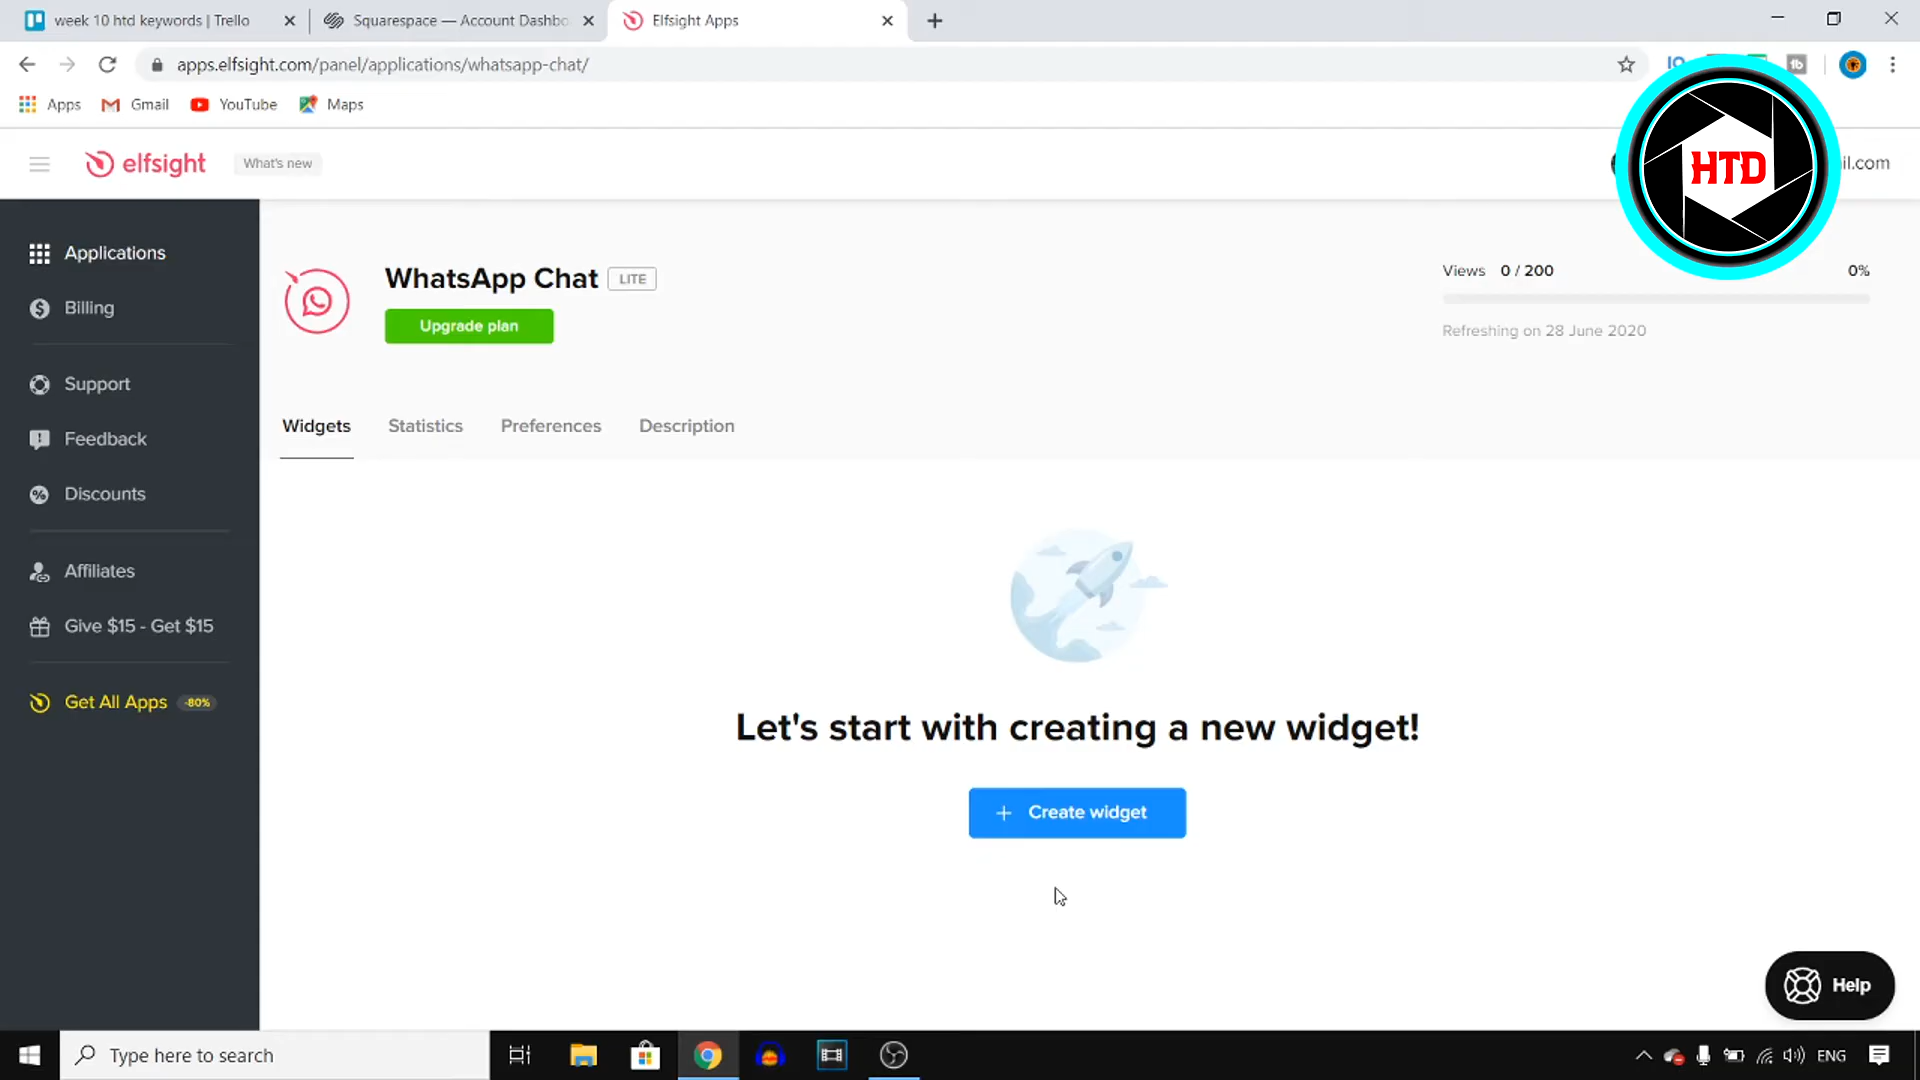 week 10 htd keywords | Trello
Squarespace — Account Dashbo
Elfsight Apps
apps.elfsight.com/panel/applications/whatsapp-chat/
Apps
Gmail
YouTube
Maps
elfsight
What's new
il.com
HTD
Applications
Billing
Support
Feedback
Discounts
Affiliates
Give $15 - Get $15
Get All Apps -80%
WhatsApp Chat LITE
Upgrade plan
Views 0 / 200 0%
Refreshing on 28 June 2020
Widgets Statistics Preferences Description
Let's start with creating a new widget!
+ Create widget
Help
Type here to search
ENG